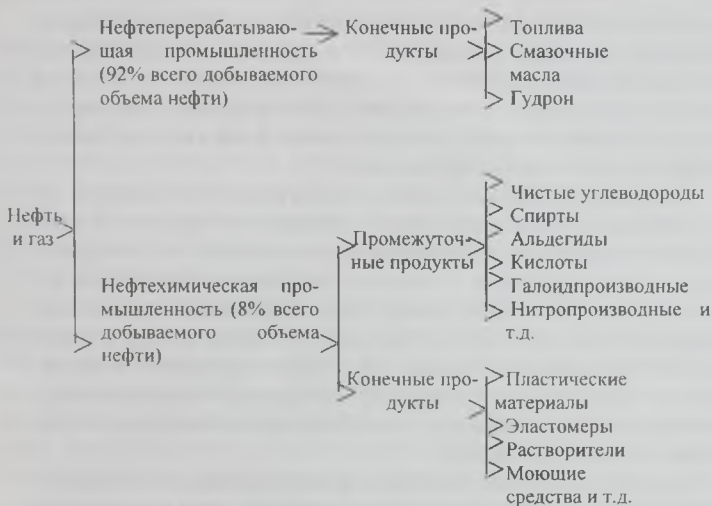 Нефтеперерабатываю-
щая промышленность
(92% всего добываемого
объема нефти)
Конечные про-
дукты
Топлива
Смазочные
масла
Гудрон
Нефть
и газ
Нефтехимическая про-
мышленность (8% всего
добываемого объема
нефти)
Промежуточ-
ные продукты
Чистые углеводороды
Спирты
Альдегиды
Кислоты
Галоидпроизводные
Нитропроизводные и
т.д.
Конечные про-
дукты
Пластические
материалы
Эластомеры
Растворители
Моющие
средства и т.д.